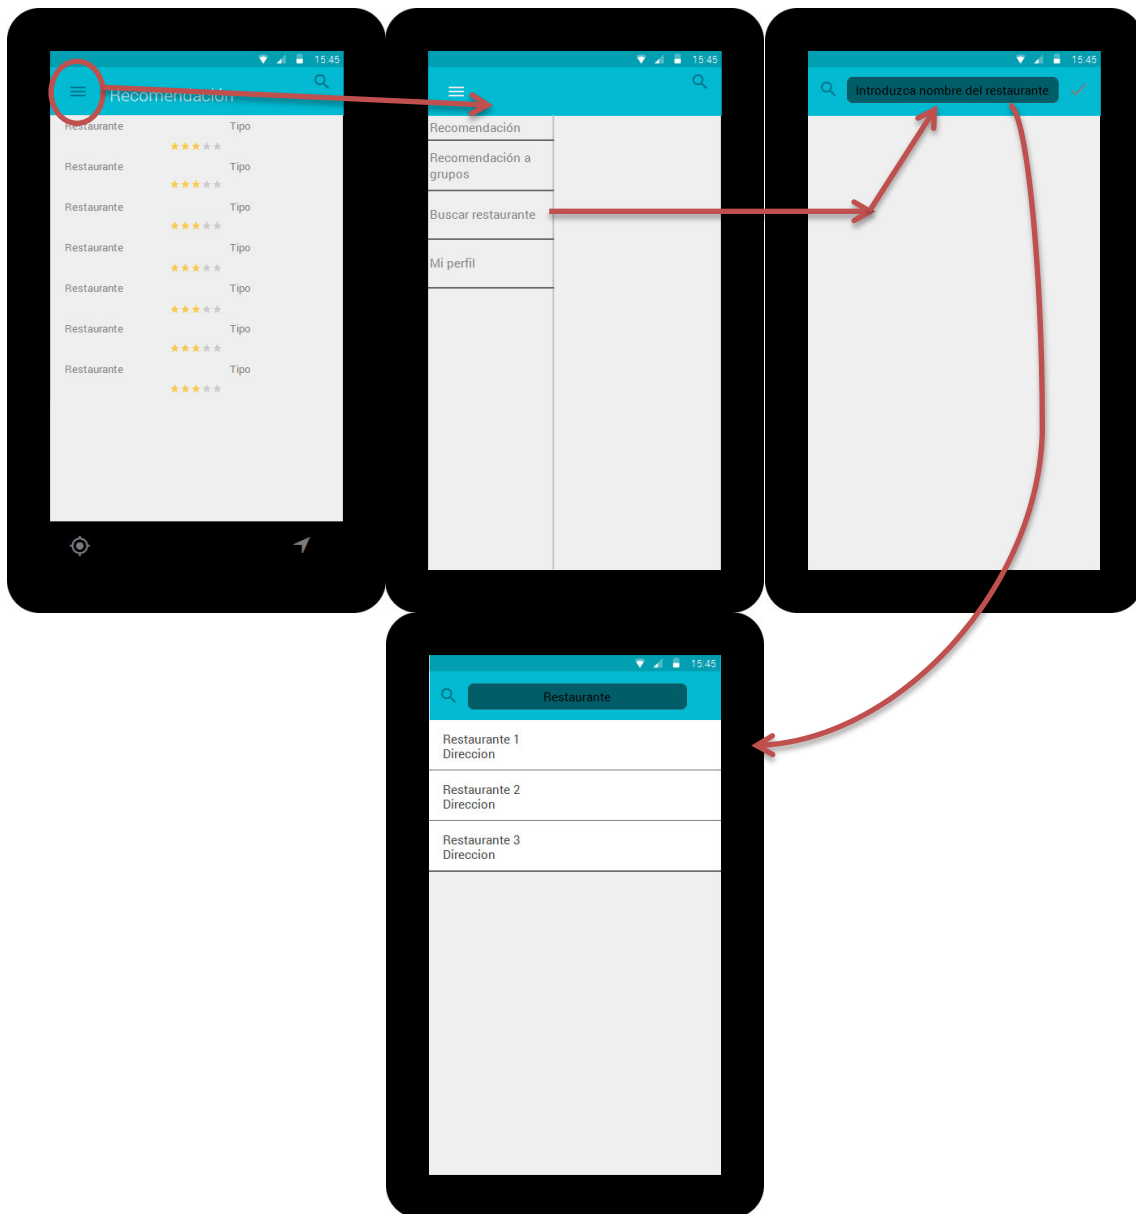 15:45
Recomendación
Restaurante Tipo
Restaurante Tipo
Restaurante Tipo
Restaurante Tipo
Restaurante Tipo
Restaurante Tipo
Restaurante Tipo
15:45
Recomendación
Recomendación a
grupos
Buscar restaurante
Mi perfil
15:45
Introduzca nombre del restaurante
15:45
Restaurante
Restaurante 1
Direccion
Restaurante 2
Direccion
Restaurante 3
Direccion